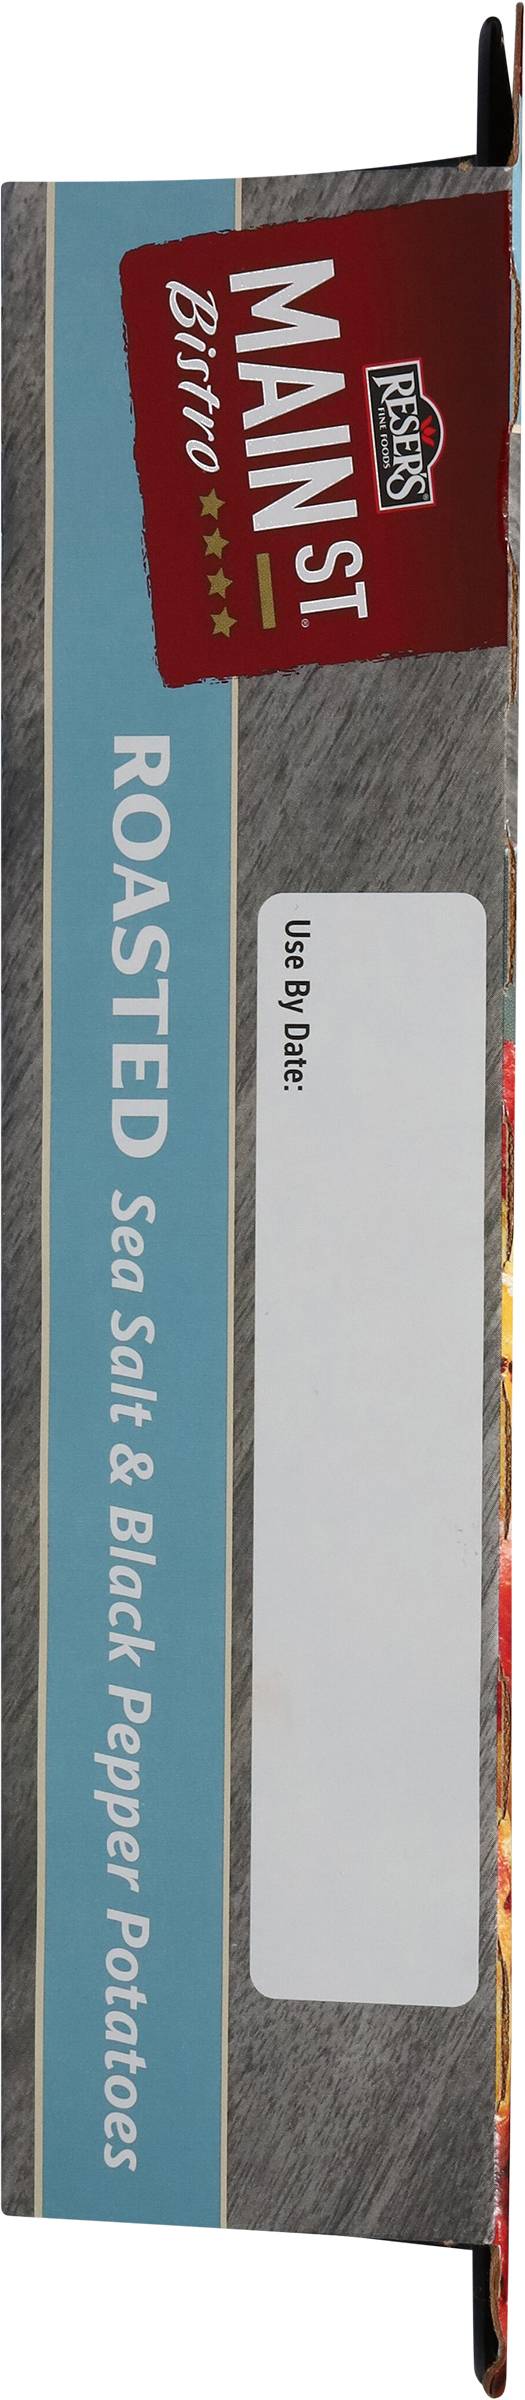 RESER'S®
FINE FOODS
MAIN ST®
Bistro
Use By Date:
ROASTED Sea Salt & Black Pepper Potatoes